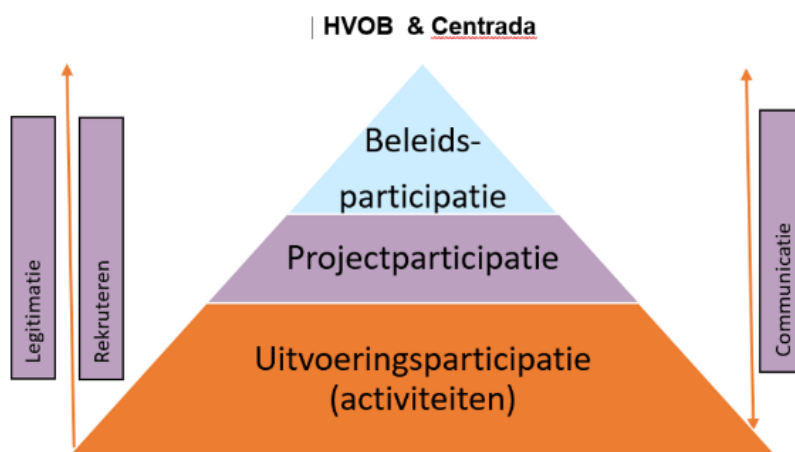 | HVOB & Centrada
Beleids-
participatie
Projectparticipatie
Uitvoeringsparticipatie
(activiteiten)
Legitimatie
Rekruteren
Communicatie